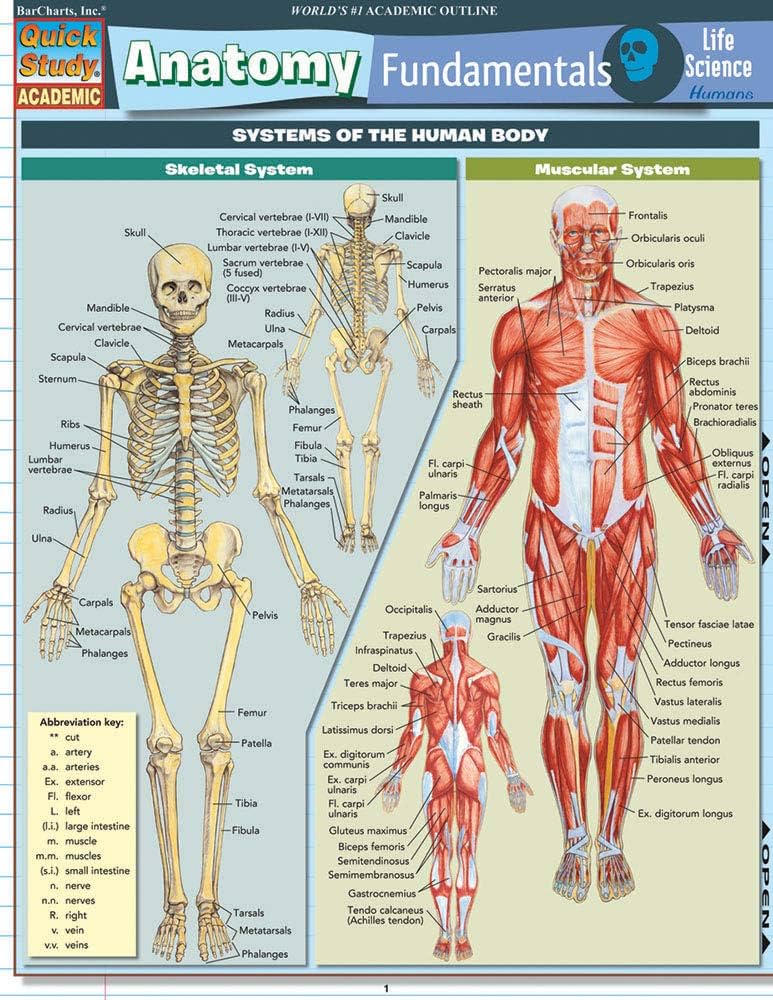 BarCharts, Inc.®
WORLD'S #1 ACADEMIC OUTLINE
Quick
Study®
ACADEMIC
Anatomy
Fundamentals
Life
Science
Humans
SYSTEMS OF THE HUMAN BODY
Skeletal System
Skull
Cervical vertebrae (I-VII)
Mandible
Thoracic vertebrae (I-XII)
Clavicle
Lumbar vertebrae (I-V)
Sacrum vertebrae
(5 fused)
Scapula
Humerus
Coccyx vertebrae
(III-V)
Radius
Pelvis
Ulna
Carpals
Metacarpals
Phalanges
Femur
Fibula
Tibia
Tarsals
Metatarsals
Phalanges
Skull
Mandible
Cervical vertebrae
Clavicle
Scapula
Sternum
Ribs
Humerus
Lumbar
vertebrae
Radius
Ulna
Carpals
Metacarpals
Phalanges
Pelvis
Femur
Patella
Tibia
Fibula
Tarsals
Metatarsals
Phalanges
Abbreviation key:
** cut
a. artery
a.a. arteries
Ex. extensor
Fl. flexor
L. left
(l.i.) large intestine
m. muscle
m.m. muscles
(s.i.) small intestine
n. nerve
n.n. nerves
R. right
v. vein
v.v. veins
Muscular System
Frontalis
Orbicularis oculi
Orbicularis oris
Pectoralis major
Trapezius
Serratus
anterior
Platysma
Deltoid
Biceps brachii
Rectus
abdominis
Rectus
sheath
Pronator teres
Brachioradialis
Obliquus
externus
Fl. carpi
ulnaris
Fl. carpi
radialis
Palmaris
longus
Sartorius
Adductor
magnus
Gracilis
Tensor fasciae latae
Pectineus
Adductor longus
Rectus femoris
Vastus lateralis
Vastus medialis
Patellar tendon
Tibialis anterior
Peroneus longus
Ex. digitorum longus
Occipitalis
Trapezius
Infraspinatus
Deltoid
Teres major
Triceps brachii
Latissimus dorsi
Ex. digitorum
communis
Ex. carpi
ulnaris
Fl. carpi
ulnaris
Gluteus maximus
Biceps femoris
Semitendinosus
Semimembranosus
Gastrocnemius
Tendo calcaneus
(Achilles tendon)
OPEN
OPEN
1